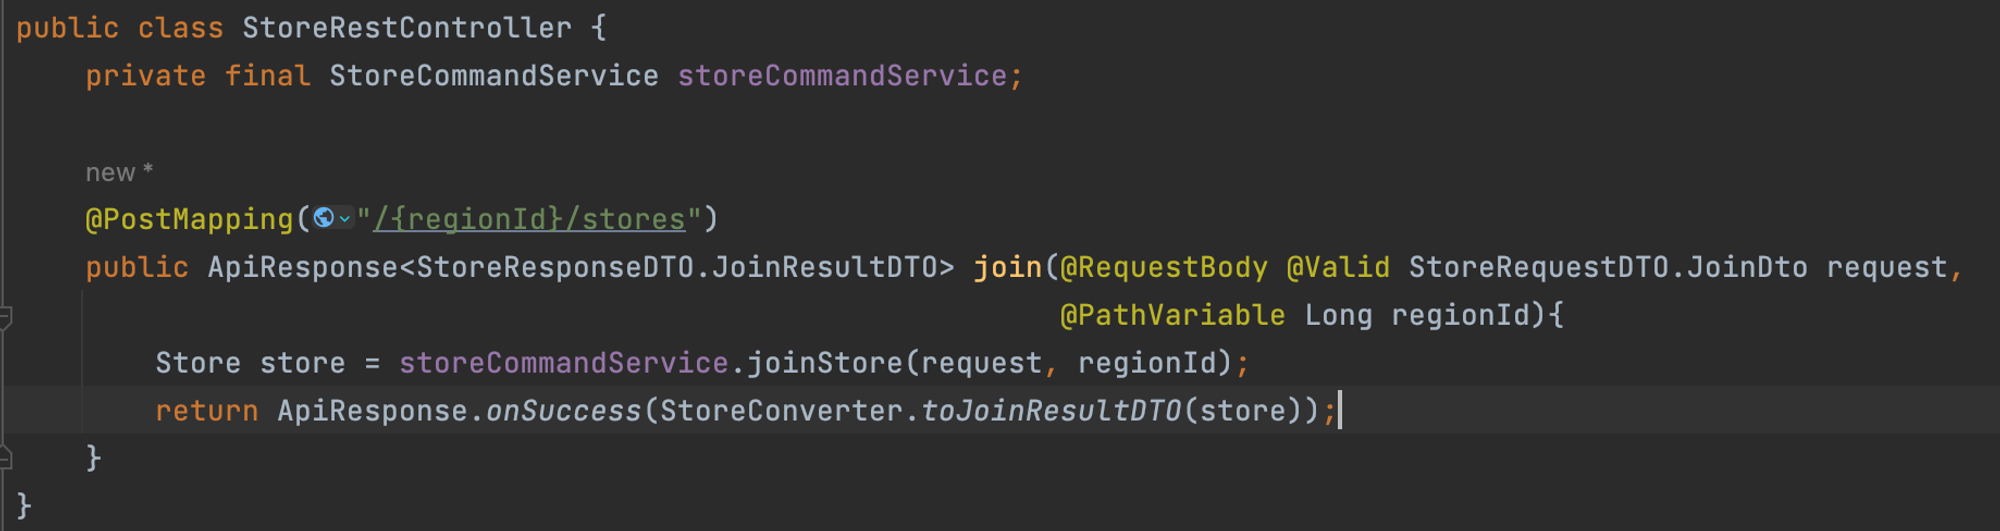 public class StoreRestController {
    private final StoreCommandService storeCommandService;
    new *
    @PostMapping("/{regionId}/stores")
    public ApiResponse<StoreResponseDTO.JoinResultDTO> join(@RequestBody @Valid StoreRequestDTO.JoinDto request,
                                                            @PathVariable Long regionId){
        Store store = storeCommandService.joinStore(request, regionId);
        return ApiResponse.onSuccess(StoreConverter.toJoinResultDTO(store));
    }
}